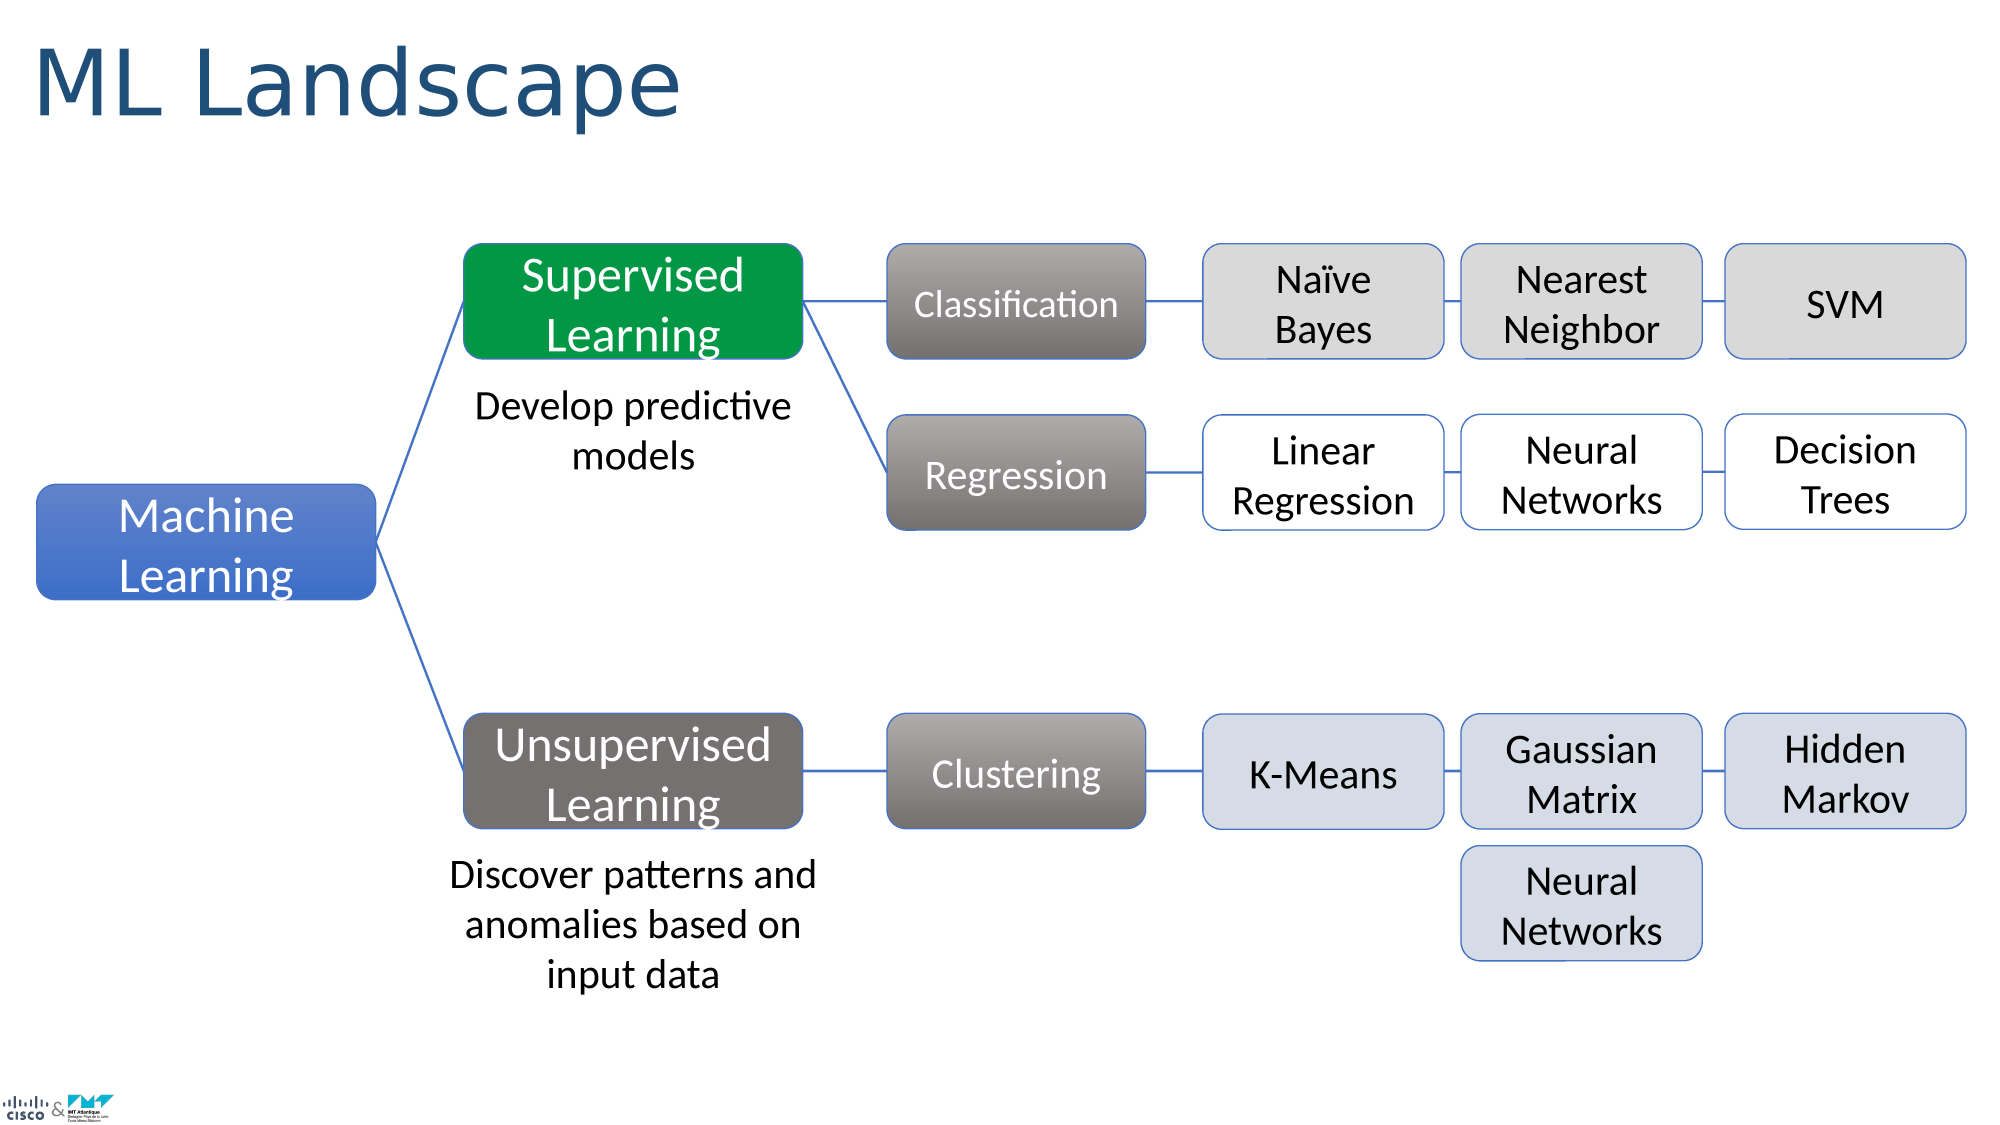 ML Landscape
Supervised
Learning
Classification
Naïve
Bayes
Nearest
Neighbor
SVM
Develop predictive
models
Regression
Linear
Regression
Neural
Networks
Decision
Trees
Machine
Learning
Unsupervised
Learning
Clustering
K-Means
Gaussian
Matrix
Hidden
Markov
Neural
Networks
Discover patterns and
anomalies based on
input data
CISCO
&
IMT Atlantique